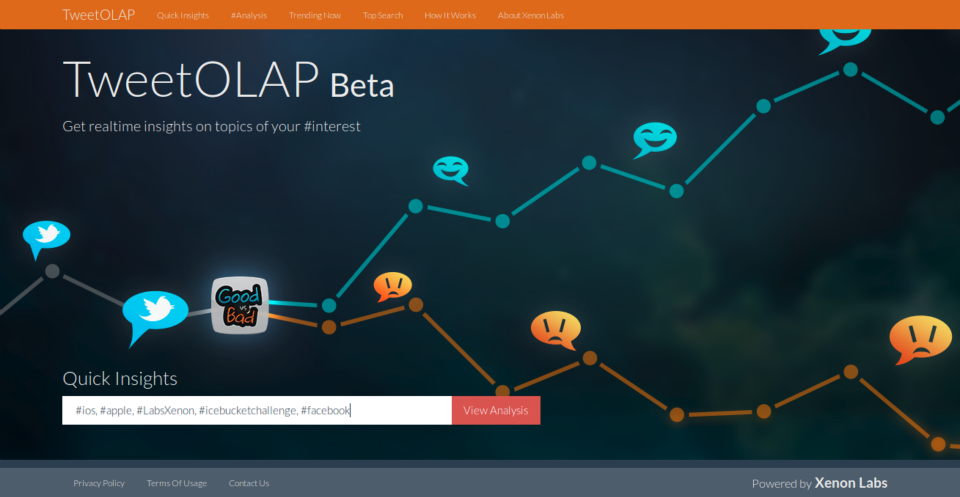 TweetOLAP Quick Insights #Analysis Trending Now Top Search How It Works About Xenon Labs
TweetOLAP Beta
Get realtime insights on topics of your #interest
Good
vs
Bad
Quick Insights
#ios, #apple, #LabsXenon, #icebucketchallenge, #facebook View Analysis
Privacy Policy Terms Of Usage Contact Us Powered by Xenon Labs